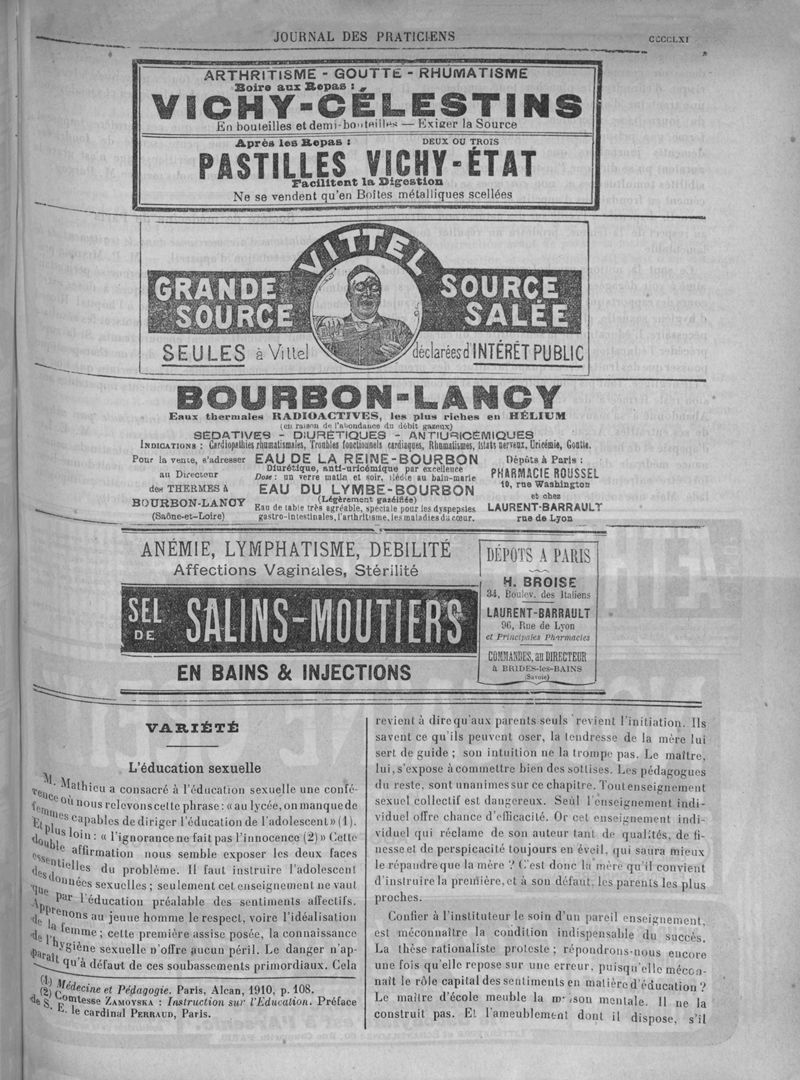 JOURNAL DES PRATICIENS
CCCCLXI
ARTHRITISME - GOUTTE - RHUMATISME
Boire aux Repas :
VICHY-CÉLESTINS
En bouteilles et demi-bouteilles — Exiger la Source
Après les Repas : DEUX OU TROIS
PASTILLES VICHY-ÉTAT
Facilitent la Digestion
Ne se vendent qu'en Boîtes métalliques scellées
VITTEL
GRANDE SOURCE
SOURCE SALÉE
SEULES à Vittel déclarées d'INTÉRÊT PUBLIC
BOURBON-LANCY
Eaux thermales RADIOACTIVES, les plus riches en HÉLIUM
(en raison de l'abondance du débit gazeux)
SÉDATIVES - DIURÉTIQUES - ANTIURICÉMIQUES
INDICATIONS : Cardiopathies rhumatismales, Troubles fonctionnels cardiaques, Rhumatismes, Etats nerveux, Uricémie, Goutte.
Pour la vente, s'adresser
au Directeur
des THERMES à
BOURBON-LANCY
(Saône-et-Loire)
EAU DE LA REINE-BOURBON
Diurétique, anti-uricémique par excellence
Dose : un verre matin et soir, tiédie au bain-marie
EAU DU LYMBE-BOURBON
(Légèrement gazéifiée)
Eau de table très agréable, spéciale pour les dyspepsies
gastro-intestinales, l'arthritisme, les maladies du cœur.
Dépôts à Paris :
PHARMACIE ROUSSEL
10, rue Washington
et chez
LAURENT-BARRAULT
rue de Lyon
ANÉMIE, LYMPHATISME, DEBILITÉ
Affections Vaginales, Stérilité
SEL DE SALINS-MOUTIERS
EN BAINS & INJECTIONS
DÉPOTS A PARIS
H. BROISE
34, Boulev. des Italiens
LAURENT-BARRAULT
96, Rue de Lyon
et Principales Pharmacies
COMMANDES, au DIRECTEUR
à BRIDES-les-BAINS
(Savoie)
VARIÉTÉ
L'éducation sexuelle
M. Mathieu a consacré à l'éducation sexuelle une confé-
rence où nous relevons cette phrase : « au lycée, on manque de
femmes capables de diriger l'éducation de l'adolescent » (1).
Et plus loin : « l'ignorance ne fait pas l'innocence (2) » Cette
double affirmation nous semble exposer les deux faces
essentielles du problème. Il faut instruire l'adolescent
des données sexuelles ; seulement cet enseignement ne vaut
que par l'éducation préalable des sentiments affectifs.
Apprenons au jeune homme le respect, voire l'idéalisation
de la femme ; cette première assise posée, la connaissance
de l'hygiène sexuelle n'offre aucun péril. Le danger n'ap-
paraît qu'à défaut de ces soubassements primordiaux. Cela
(1) Médecine et Pédagogie. Paris, Alcan, 1910, p. 108.
(2) Comtesse ZAMOYSKA : Instruction sur l'Education. Préface
de S. E. le cardinal PERRAUD, Paris.
revient à dire qu'aux parents seuls revient l'initiation. Ils
savent ce qu'ils peuvent oser, la tendresse de la mère lui
sert de guide ; son intuition ne la trompe pas. Le maître,
lui, s'expose à commettre bien des sottises. Les pédagogues
du reste, sont unanimes sur ce chapitre. Tout enseignement
sexuel collectif est dangereux. Seul l'enseignement indi-
viduel offre chance d'efficacité. Or cet enseignement indi-
viduel qui réclame de son auteur tant de qualités, de fi-
nesse et de perspicacité toujours en éveil, qui saura mieux
le répandre que la mère ? C'est donc la mère qu'il convient
d'instruire la première, et à son défaut, les parents les plus
proches.
Confier à l'instituteur le soin d'un pareil enseignement,
est méconnaître la condition indispensable du succès.
La thèse rationaliste proteste ; répondrons-nous encore
une fois qu'elle repose sur une erreur, puisqu'elle mécon-
naît le rôle capital des sentiments en matière d'éducation ?
Le maître d'école meuble la maison mentale. Il ne la
construit pas. Et l'ameublement dont il dispose, s'il